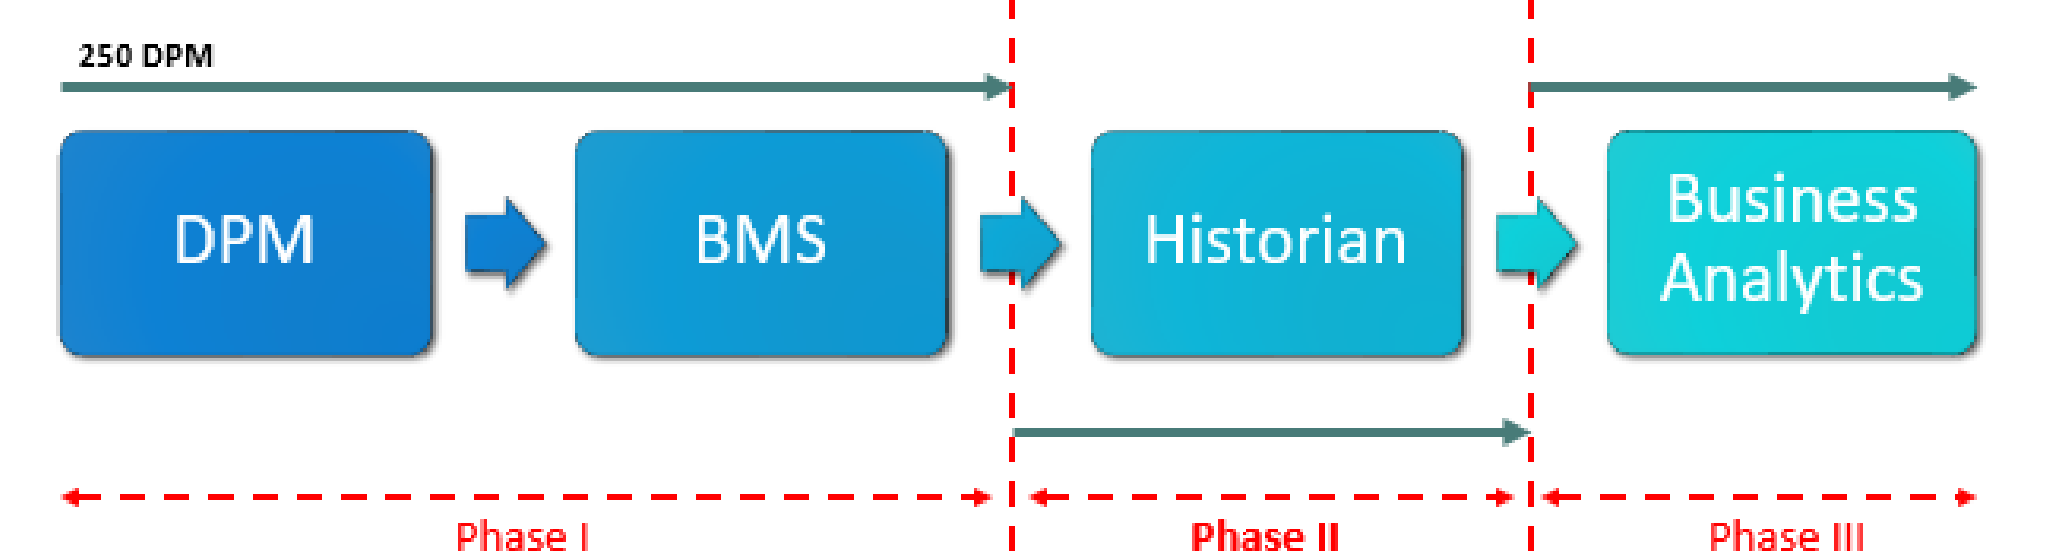 250 DPM
DPM
BMS
Historian
Business
Analytics
Phase I
Phase II
Phase III